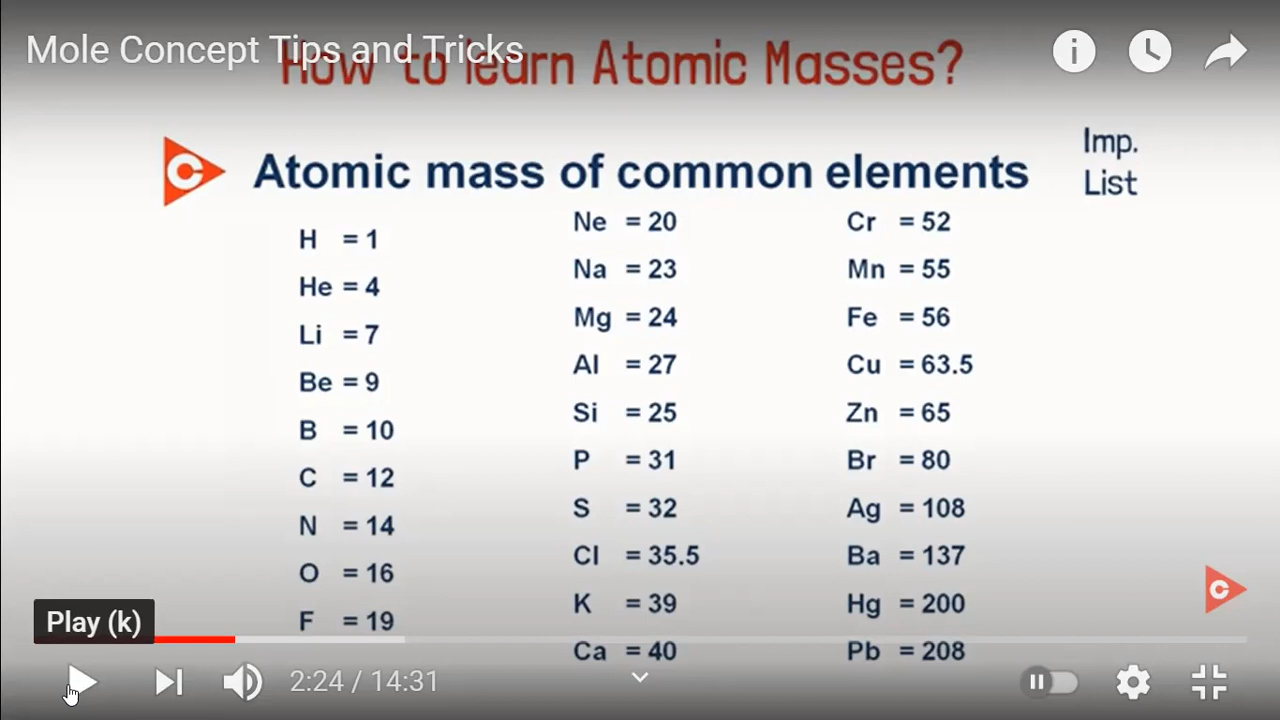 Mole Concept Tips and Tricks
How to learn Atomic Masses?
Imp.
List
Atomic mass of common elements
H = 1
He = 4
Li = 7
Be = 9
B = 10
C = 12
N = 14
O = 16
F = 19
Ne = 20
Na = 23
Mg = 24
Al = 27
Si = 25
P = 31
S = 32
Cl = 35.5
K = 39
Ca = 40
Cr = 52
Mn = 55
Fe = 56
Cu = 63.5
Zn = 65
Br = 80
Ag = 108
Ba = 137
Hg = 200
Pb = 208
Play (k)
2:24 / 14:31